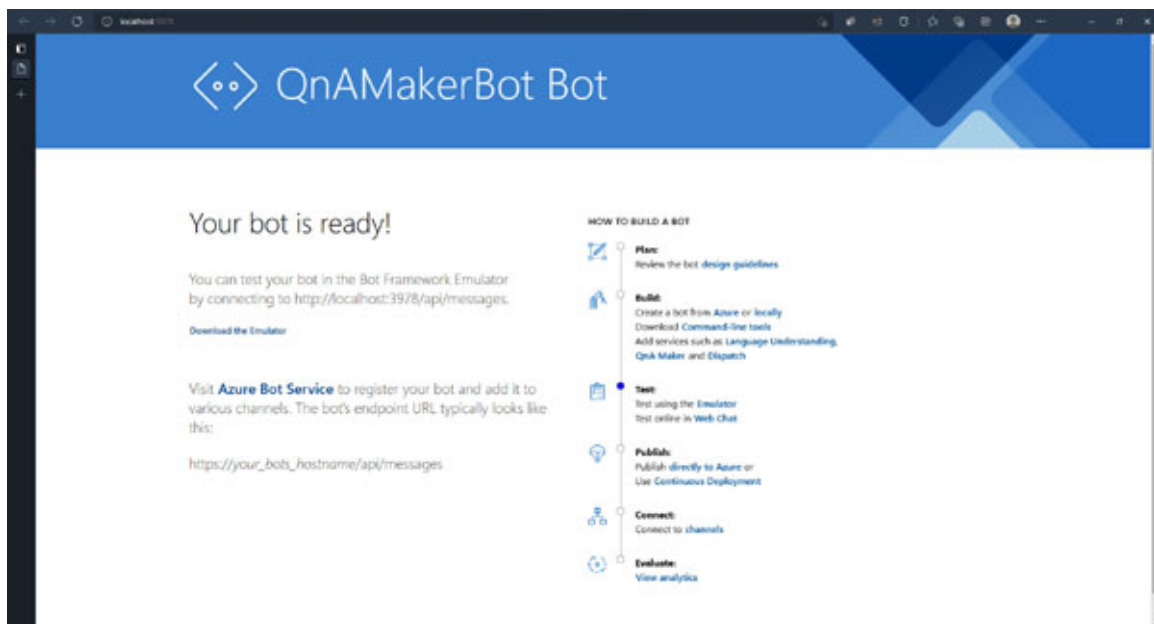 localhost:3978
QnAMakerBot Bot
Your bot is ready!
You can test your bot in the Bot Framework Emulator
by connecting to http://localhost:3978/api/messages.
Download the Emulator
Visit Azure Bot Service to register your bot and add it to
various channels. The bot's endpoint URL typically looks like
this:
https://your_bots_hostname/api/messages
HOW TO BUILD A BOT
Plan:
Review the bot design guidelines
Build:
Create a bot from Azure or locally
Download Command-line tools
Add services such as Language Understanding,
QnA Maker and Dispatch
Test:
Test using the Emulator
Test online in Web Chat
Publish:
Publish directly to Azure or
Use Continuous Deployment
Connect:
Connect to channels
Evaluate:
View analytics